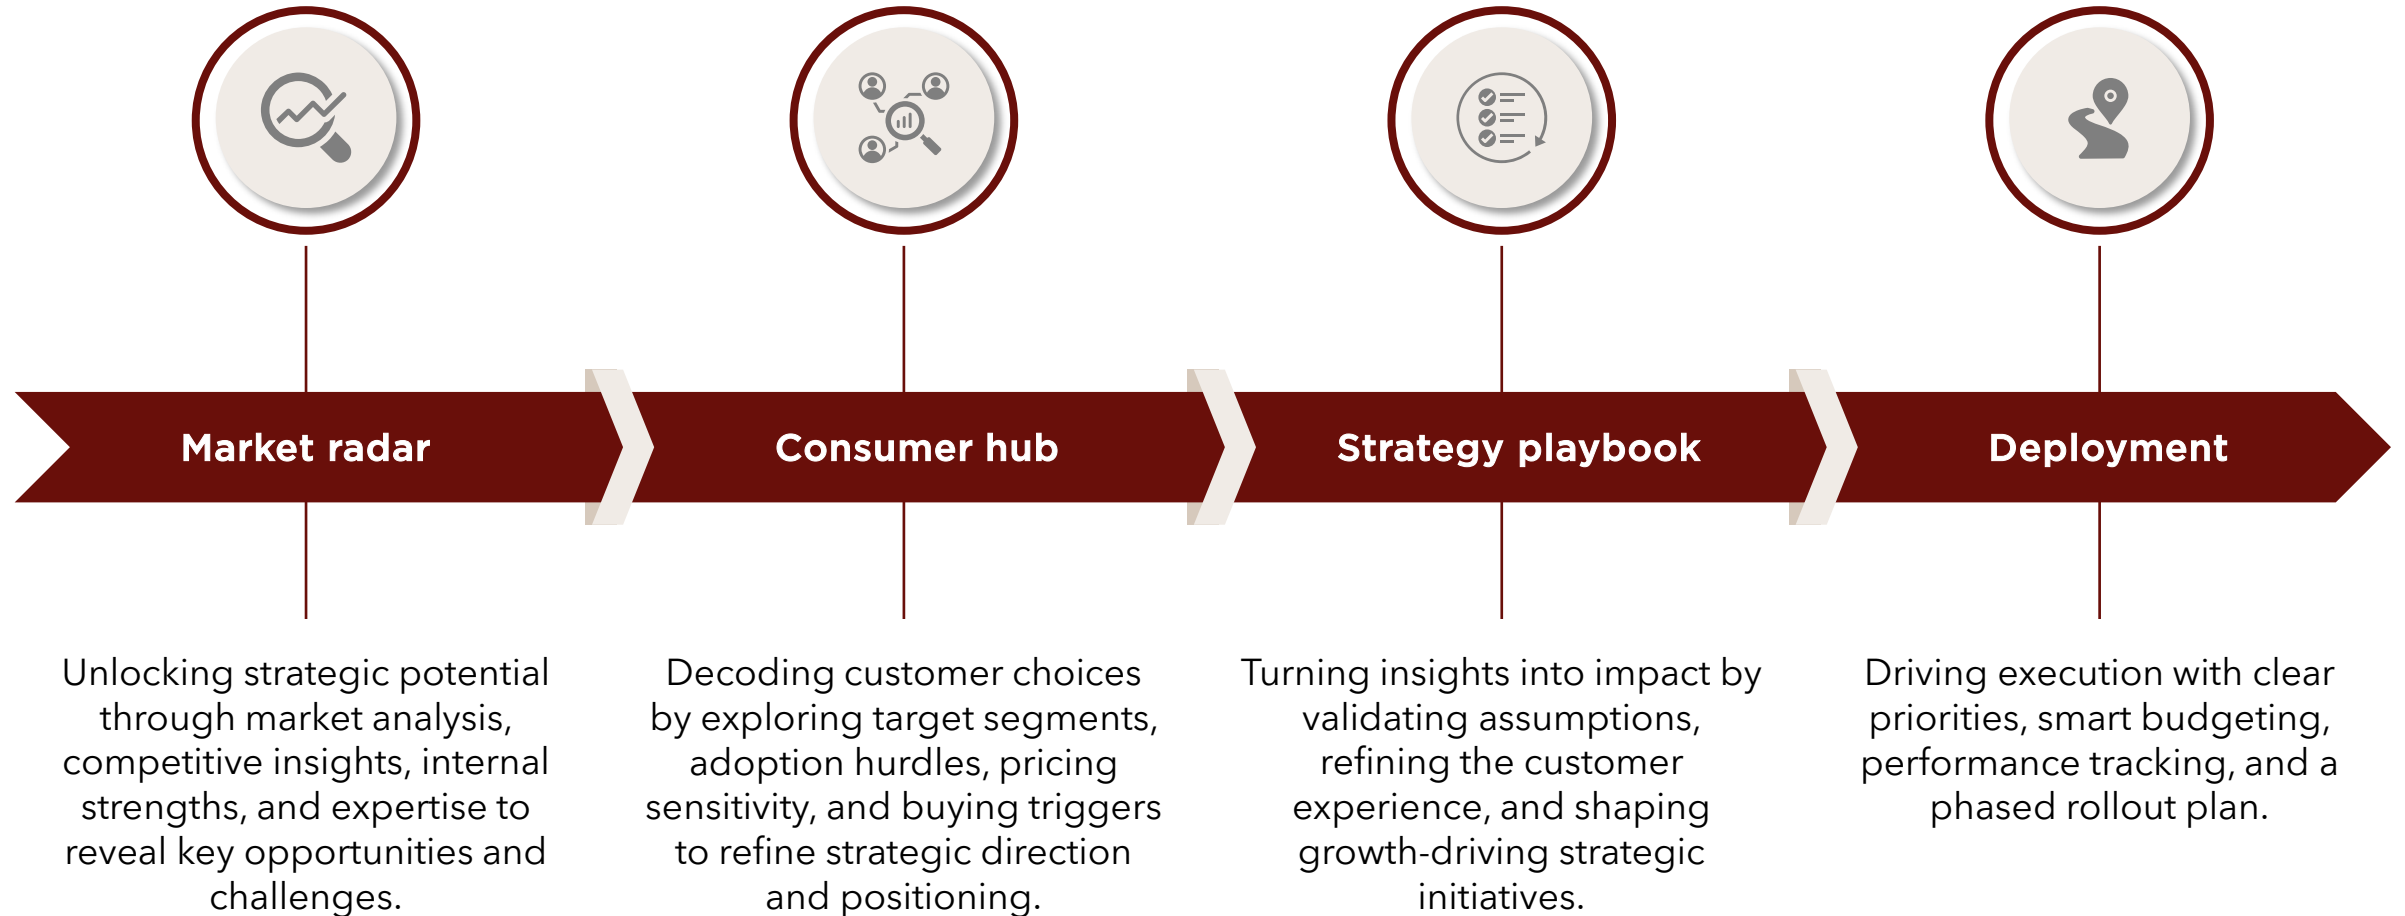 Market radar
Consumer hub
Strategy playbook
Deployment
Unlocking strategic potential
through market analysis,
competitive insights, internal
strengths, and expertise to
reveal key opportunities and
challenges.
Decoding customer choices
by exploring target segments,
adoption hurdles, pricing
sensitivity, and buying triggers
to refine strategic direction
and positioning.
Turning insights into impact by
validating assumptions,
refining the customer
experience, and shaping
growth-driving strategic
initiatives.
Driving execution with clear
priorities, smart budgeting,
performance tracking, and a
phased rollout plan.